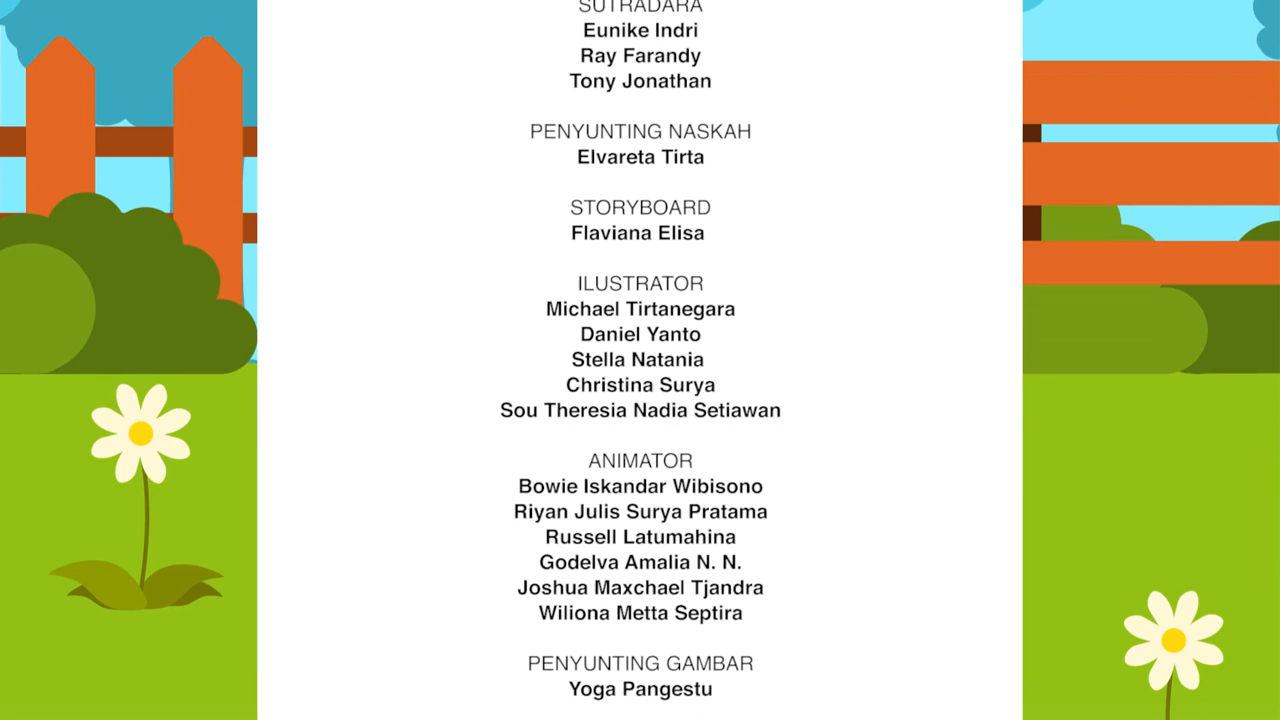 SUTRADARA
Eunike Indri
Ray Farandy
Tony Jonathan
PENYUNTING NASKAH
Elvareta Tirta
STORYBOARD
Flaviana Elisa
ILUSTRATOR
Michael Tirtanegara
Daniel Yanto
Stella Natania
Christina Surya
Sou Theresia Nadia Setiawan
ANIMATOR
Bowie Iskandar Wibisono
Riyan Julis Surya Pratama
Russell Latumahina
Godelva Amalia N. N.
Joshua Maxchael Tjandra
Wiliona Metta Septira
PENYUNTING GAMBAR
Yoga Pangestu